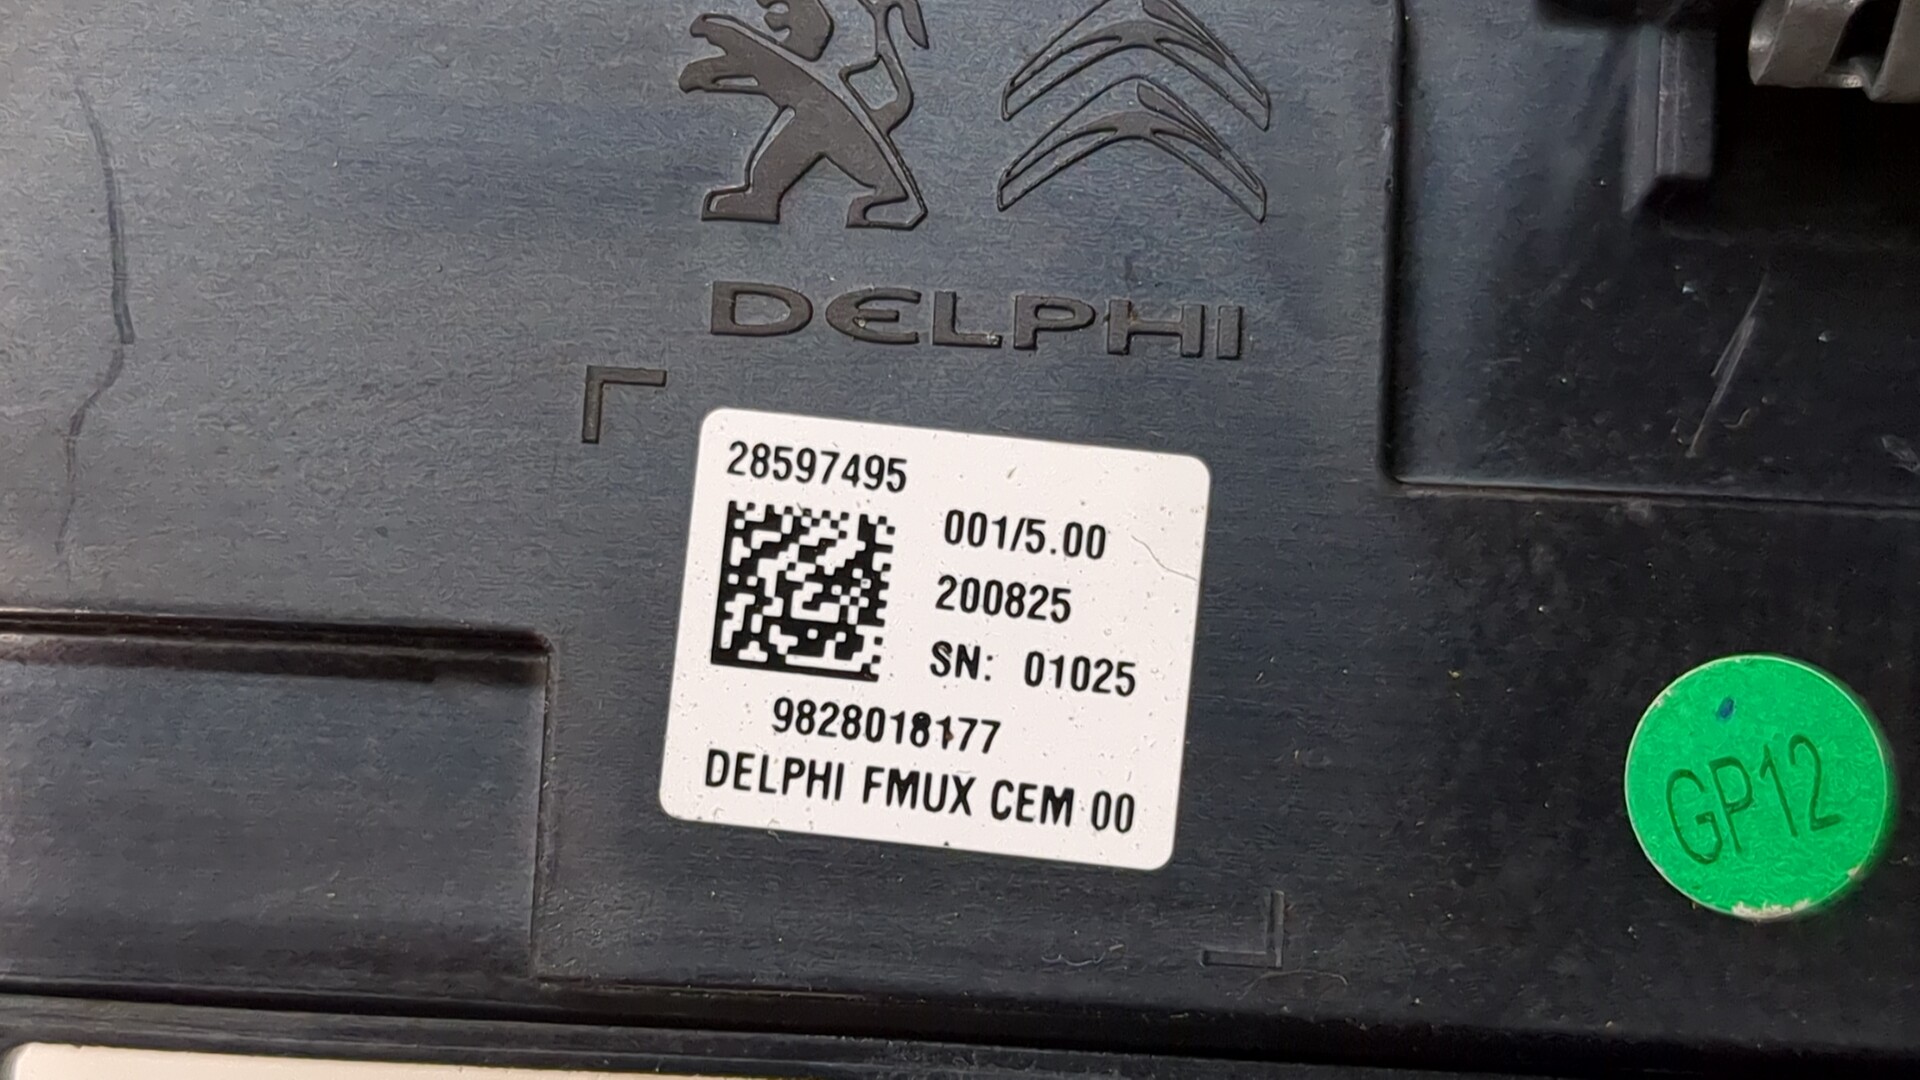 DELPHI
28597495
001/5.00
200825
SN: 01025
9828018177
DELPHI FMUX CEM 00
GP12